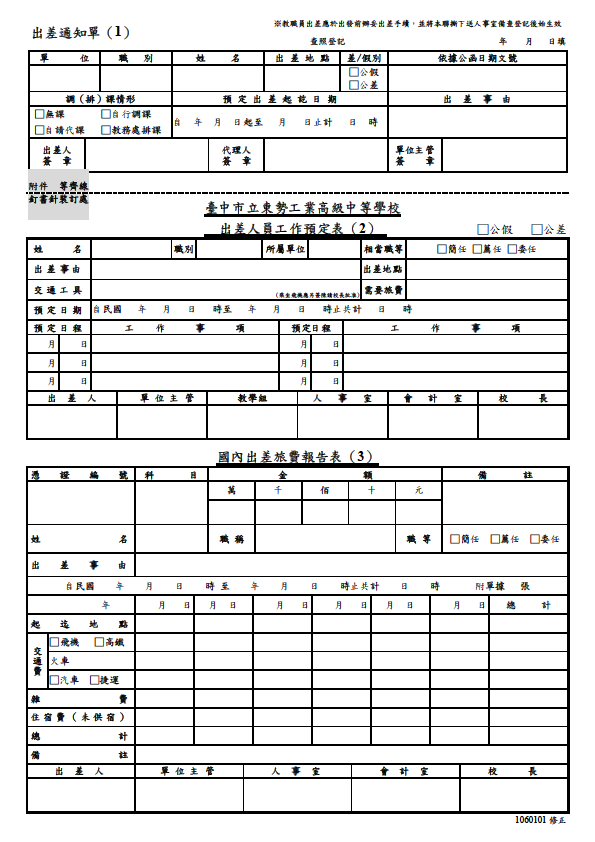 出差通知單（1）
※教職員出差應於出發前辦妥出差手續，並將本聯撕下送人事室備查登記後始生效
查照登記 年 月 日填
單 位 職 別 姓 名 出 差 地 點 差/假別 依據公函日期文號
□公假
□公差
調（排）課情形 預 定 出 差 起 訖 日 期 出 差 事 由
□無課 □自行調課
□自請代課 □教務處排課
自 年 月 日起至 月 日止計 日 時
出差人 代理人 單位主管
簽 章 簽 章 簽 章
附件 等齊線
釘書針裝訂處
臺中市立東勢工業高級中等學校
出差人員工作預定表（2） □公假 □公差
姓 名 職別 所屬單位 相當職等 □簡任 □薦任 □委任
出 差 事 由 出差地點
交 通 工 具 (乘坐飛機應另簽陳請校長批准) 需要旅費
預 定 日 期 自民國 年 月 日 時至 年 月 日 時止共計 日 時
預 定 日 程 工 作 事 項 預定日程 工 作 事 項
月 日 月 日
月 日 月 日
月 日 月 日
出 差 人 單 位 主 管 教學組 人 事 室 會 計 室 校 長
國內出差旅費報告表（3）
憑 證 編 號 科 目 金 額 備 註
萬 千 佰 十 元
姓 名 職 稱 職 等 □簡任 □薦任 □委任
出 差 事 由
自民國 年 月 日 時 至 年 月 日 時止共計 日 時 附單據 張
年 月 日 月 日 月 日 月 日 月 日 月 日 總 計
起 迄 地 點
交通費
□飛機 □高鐵
火車
□汽車 □捷運
雜 費
住 宿 費 （ 未 供 宿 ）
總 計
備 註
出 差 人 單 位 主 管 人 事 室 會 計 室 校 長
1060101 修正